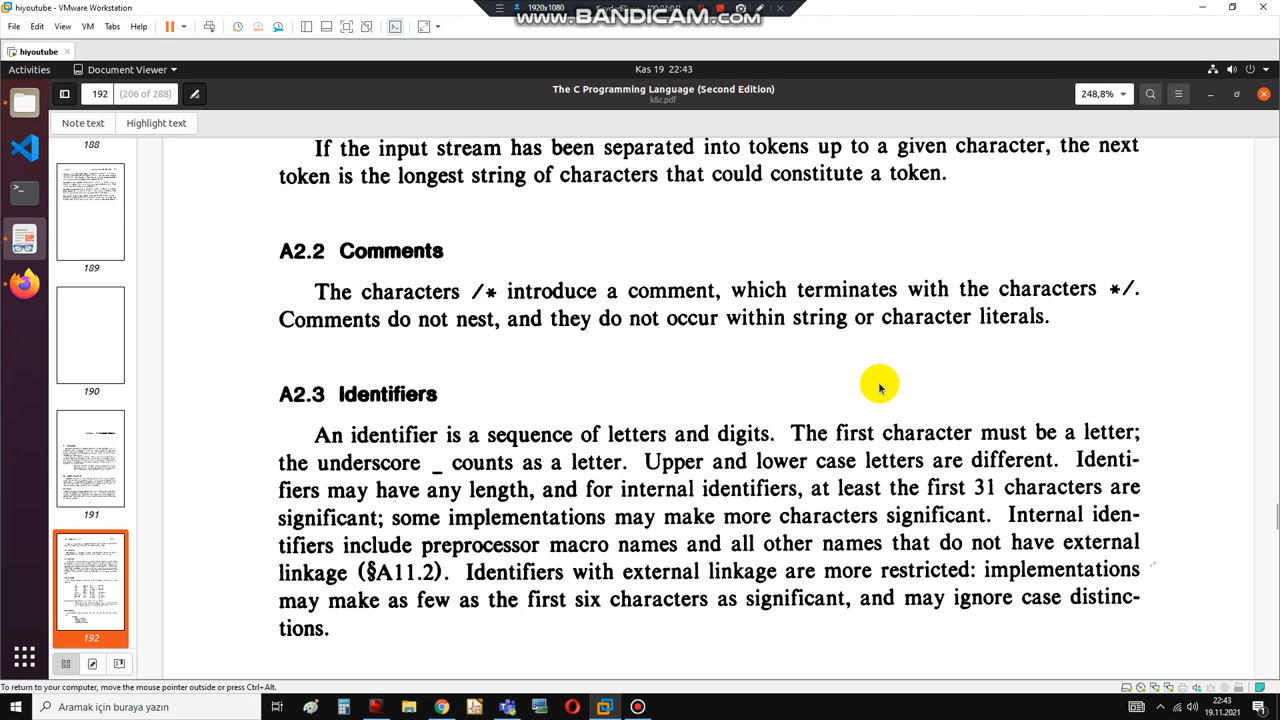 hiyoutube - VMware Workstation
1920x1080
www.BANDICAM.com
File Edit View VM Tabs Help
hiyoutube
Activities Document Viewer Kas 19 22:43
192 (206 of 288) The C Programming Language (Second Edition) 248,8%
k&r.pdf
Note text Highlight text
188
189
190
191
192
If the input stream has been separated into tokens up to a given character, the next
token is the longest string of characters that could constitute a token.
A2.2 Comments
The characters /* introduce a comment, which terminates with the characters */.
Comments do not nest, and they do not occur within string or character literals.
A2.3 Identifiers
An identifier is a sequence of letters and digits. The first character must be a letter;
the underscore _ counts as a letter. Upper and lower case letters are different. Identi-
fiers may have any length, and for internal identifiers, at least the first 31 characters are
significant; some implementations may make more characters significant. Internal iden-
tifiers include preprocessor macro names and all other names that do not have external
linkage (§A11.2). Identifiers with external linkage are more restricted: implementations
may make as few as the first six characters as significant, and may ignore case distinc-
tions.
To return to your computer, move the mouse pointer outside or press Ctrl+Alt.
Aramak için buraya yazın
22:43
19.11.2021